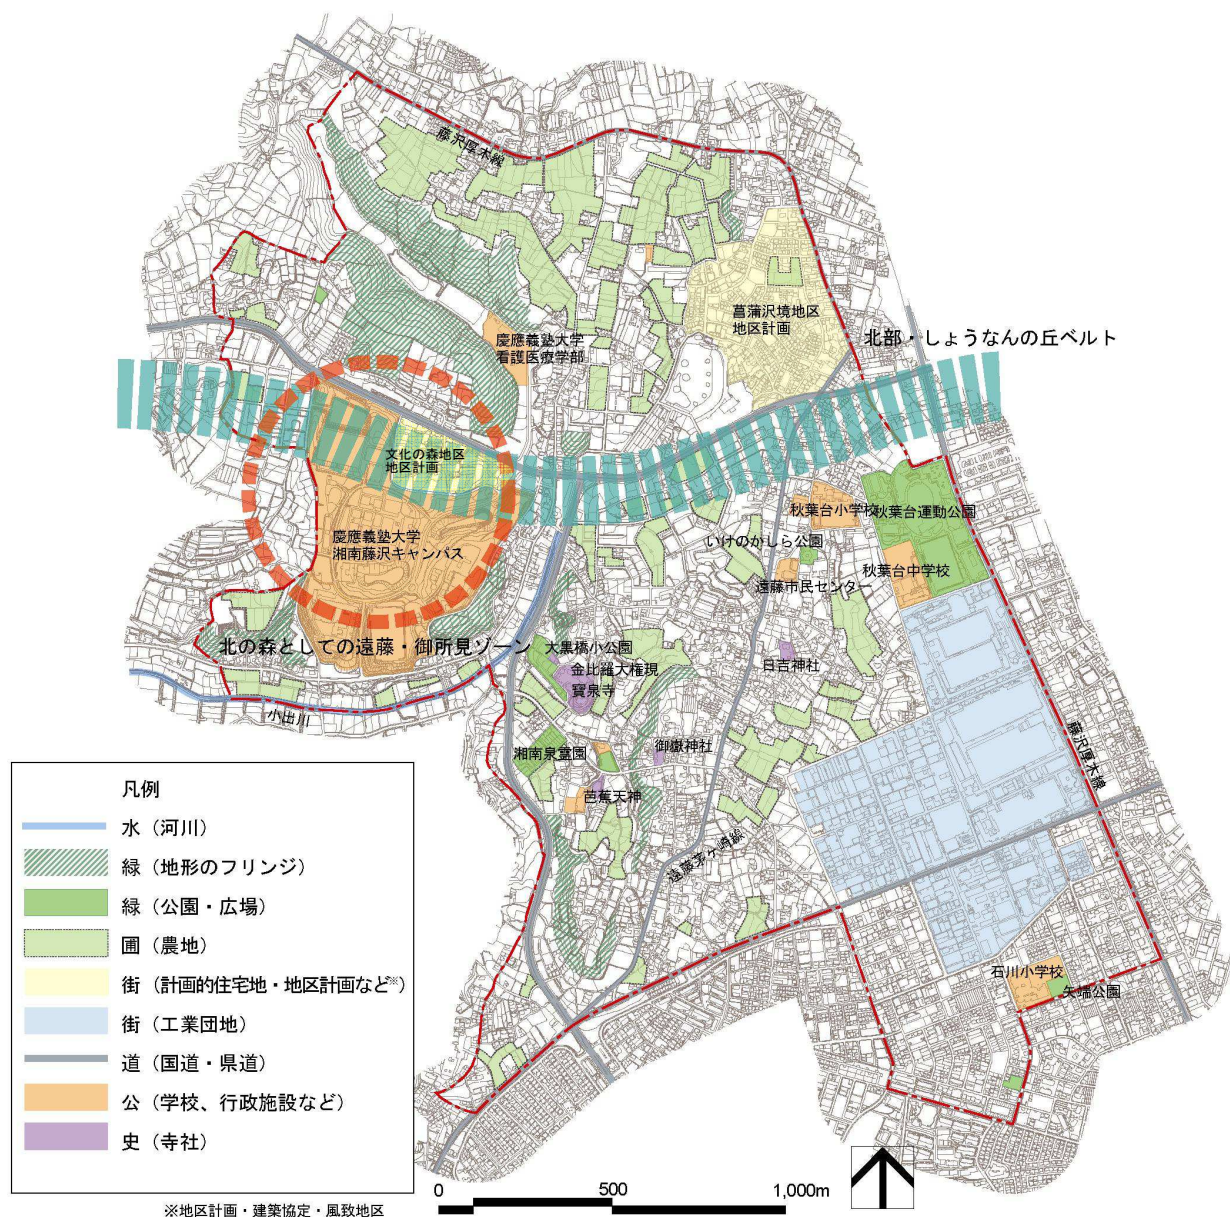 藤沢厚木線
菖蒲沢境地区
地区計画
北部・しょうなんの丘ベルト
慶應義塾大学
看護医療学部
文化の森地区
地区計画
慶應義塾大学
湘南藤沢キャンパス
秋葉台小学校
秋葉台運動公園
いけのかしら公園
遠藤市民センター
秋葉台中学校
北の森としての遠藤・御所見ゾーン
大黒橋小公園
金比羅大権現
寶泉寺
日吉神社
小出川
湘南泉霊園
御嶽神社
芭蕉天神
藤沢厚木線
遠藤茅ヶ崎線
石川小学校
矢端公園
凡例
水（河川）
緑（地形のフリンジ）
緑（公園・広場）
圃（農地）
街（計画的住宅地・地区計画など※）
街（工業団地）
道（国道・県道）
公（学校、行政施設など）
史（寺社）
※地区計画・建築協定・風致地区
0 500 1,000m